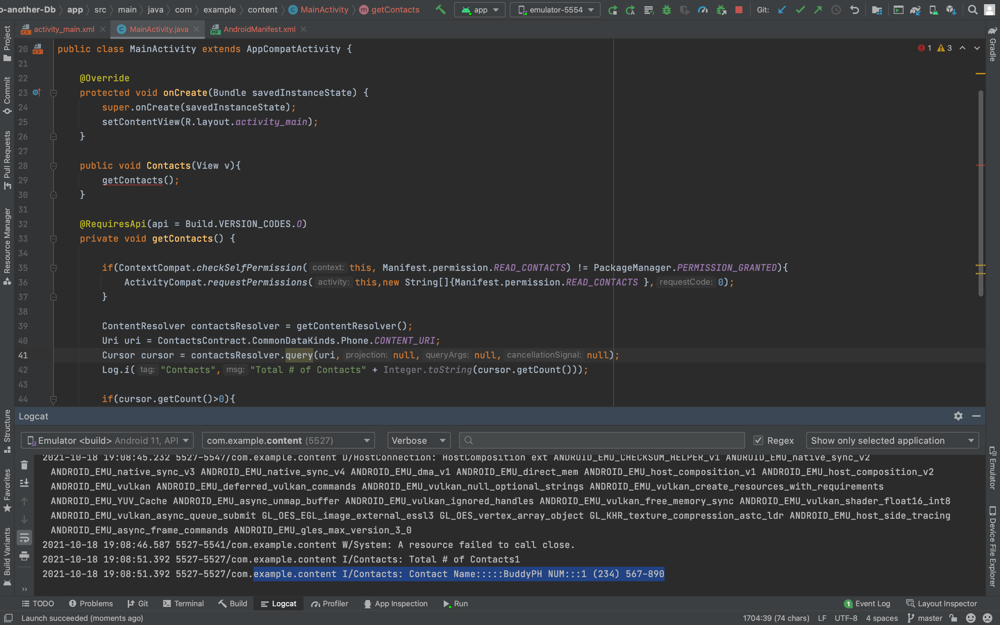 o-another-Db app src main java com example content MainActivity getContacts app emulator-5554 Git:
activity_main.xml MainActivity.java AndroidManifest.xml
20 public class MainActivity extends AppCompatActivity { 1 3
21
22 @Override
23 protected void onCreate(Bundle savedInstanceState) {
24 super.onCreate(savedInstanceState);
25 setContentView(R.layout.activity_main);
26 }
27
28 public void Contacts(View v){
29 getContacts();
30 }
31
32 @RequiresApi(api = Build.VERSION_CODES.O)
33 private void getContacts() {
34
35 if(ContextCompat.checkSelfPermission( context: this, Manifest.permission.READ_CONTACTS) != PackageManager.PERMISSION_GRANTED){
36 ActivityCompat.requestPermissions( activity: this,new String[]{Manifest.permission.READ_CONTACTS }, requestCode: 0);
37 }
38
39 ContentResolver contactsResolver = getContentResolver();
40 Uri uri = ContactsContract.CommonDataKinds.Phone.CONTENT_URI;
41 Cursor cursor = contactsResolver.query(uri, projection: null, queryArgs: null, cancellationSignal: null);
42 Log.i( tag: "Contacts", msg: "Total # of Contacts" + Integer.toString(cursor.getCount()));
43
44 if(cursor.getCount()>0){
Project
Commit
Pull Requests
Resource Manager
Structure
Favorites
Build Variants
Gradle
Emulator
Device File Explorer
Logcat
Emulator <build> Android 11, API com.example.content (5527) Verbose Regex Show only selected application
2021-10-18 19:08:45.232 5527-5547/com.example.content D/HostConnection: HostComposition ext ANDROID_EMU_CHECKSUM_HELPER_v1 ANDROID_EMU_native_sync_v2
ANDROID_EMU_native_sync_v3 ANDROID_EMU_native_sync_v4 ANDROID_EMU_dma_v1 ANDROID_EMU_direct_mem ANDROID_EMU_host_composition_v1 ANDROID_EMU_host_composition_v2
ANDROID_EMU_vulkan ANDROID_EMU_deferred_vulkan_commands ANDROID_EMU_vulkan_null_optional_strings ANDROID_EMU_vulkan_create_resources_with_requirements
ANDROID_EMU_YUV_Cache ANDROID_EMU_async_unmap_buffer ANDROID_EMU_vulkan_ignored_handles ANDROID_EMU_vulkan_free_memory_sync ANDROID_EMU_vulkan_shader_float16_int8
ANDROID_EMU_vulkan_async_queue_submit GL_OES_EGL_image_external_essl3 GL_OES_vertex_array_object GL_KHR_texture_compression_astc_ldr ANDROID_EMU_host_side_tracing
ANDROID_EMU_async_frame_commands ANDROID_EMU_gles_max_version_3_0
2021-10-18 19:08:46.587 5527-5541/com.example.content W/System: A resource failed to call close.
2021-10-18 19:08:51.392 5527-5527/com.example.content I/Contacts: Total # of Contacts1
2021-10-18 19:08:51.392 5527-5527/com.example.content I/Contacts: Contact Name:::::BuddyPH NUM:::1 (234) 567-890
TODO Problems Git Terminal Build Logcat Profiler App Inspection Run 1 Event Log Layout Inspector
Launch succeeded (moments ago) 1704:39 (74 chars) LF UTF-8 4 spaces master